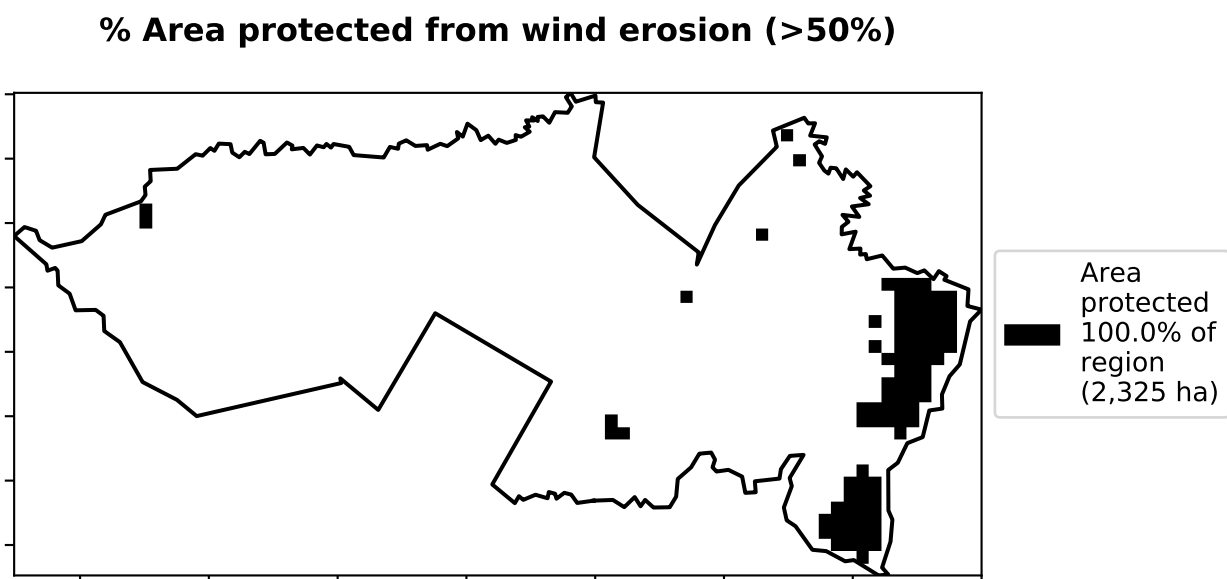 % Area protected from wind erosion (>50%)
Area
protected
100.0% of
region
(2,325 ha)